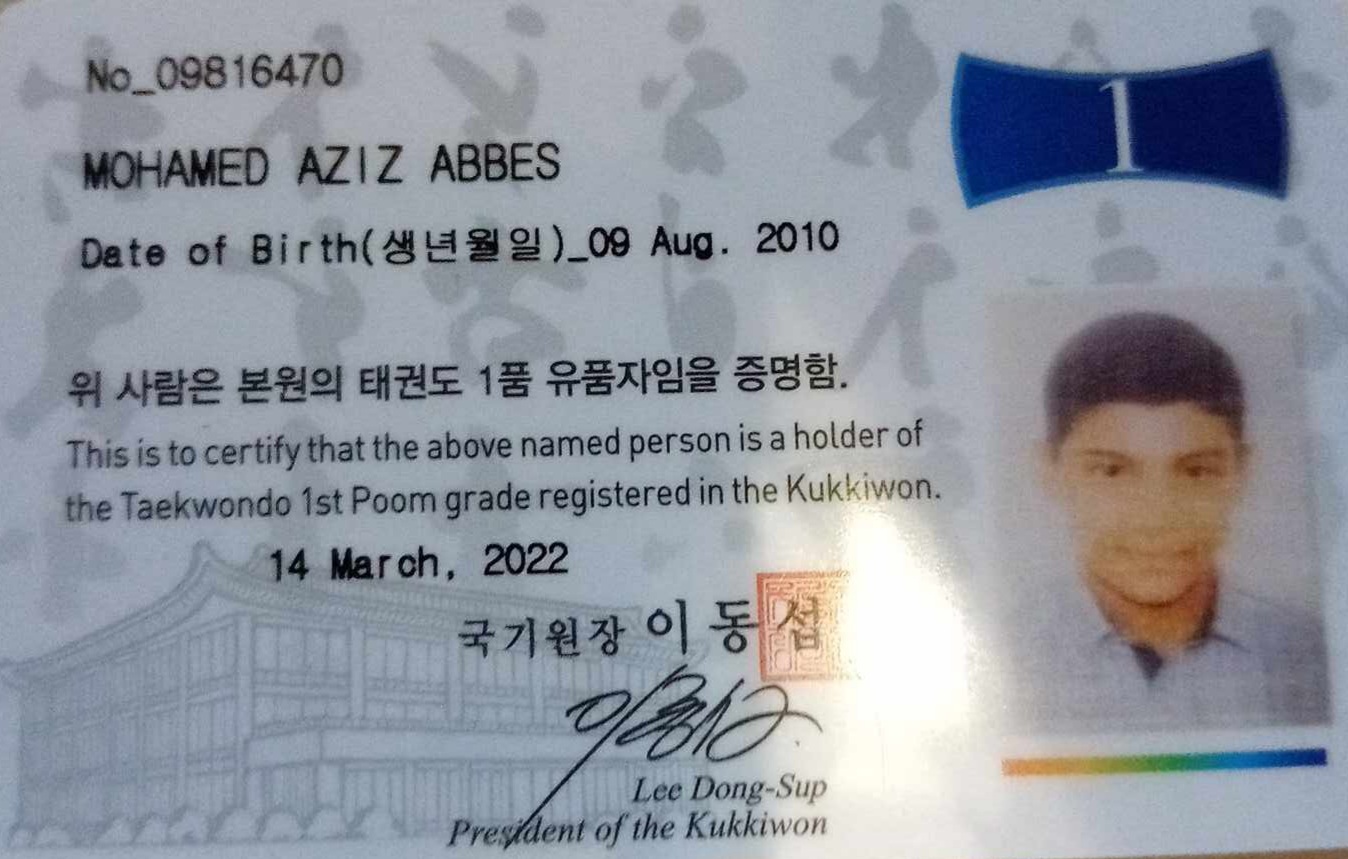 No_09816470
1
MOHAMED AZIZ ABBES
Date of Birth(생년월일)_09 Aug. 2010
위 사람은 본원의 태권도 1품 유품자임을 증명함.
This is to certify that the above named person is a holder of
the Taekwondo 1st Poom grade registered in the Kukkiwon.
14 March, 2022
국기원장 이동섭
Lee Dong-Sup
President of the Kukkiwon